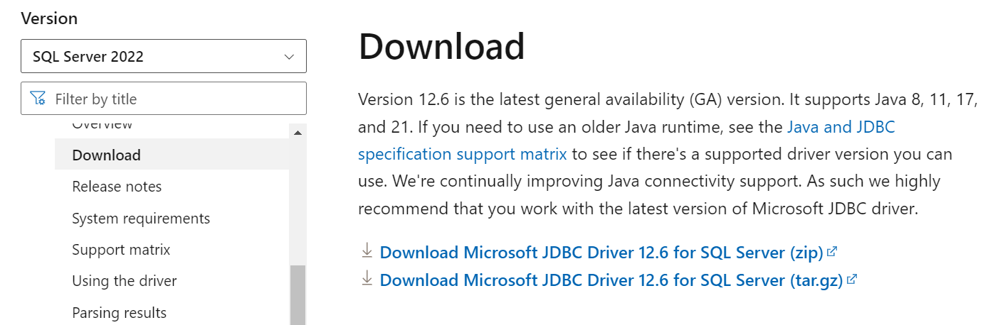 Version
SQL Server 2022
Filter by title
Overview
Download
Release notes
System requirements
Support matrix
Using the driver
Parsing results
Download
Version 12.6 is the latest general availability (GA) version. It supports Java 8, 11, 17,
and 21. If you need to use an older Java runtime, see the Java and JDBC
specification support matrix to see if there's a supported driver version you can
use. We're continually improving Java connectivity support. As such we highly
recommend that you work with the latest version of Microsoft JDBC driver.
Download Microsoft JDBC Driver 12.6 for SQL Server (zip)
Download Microsoft JDBC Driver 12.6 for SQL Server (tar.gz)